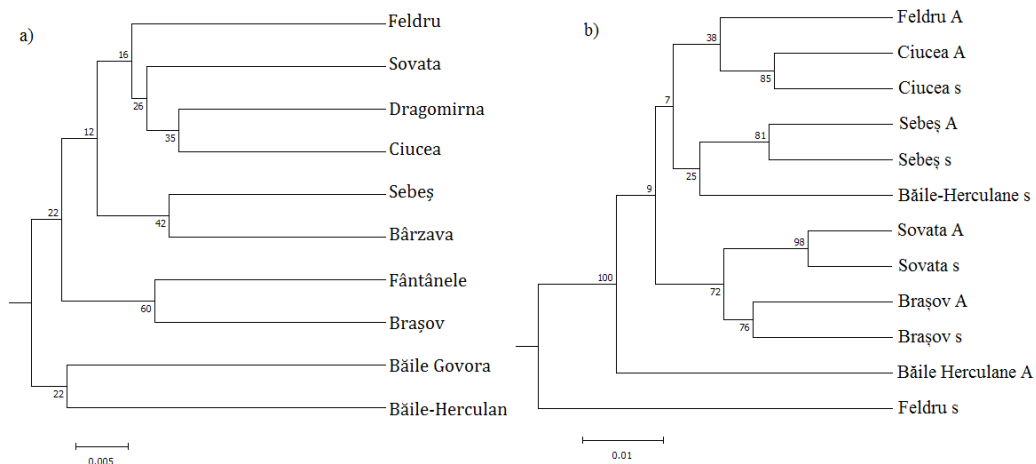 a)
Feldru
16
Sovata
26
Dragomirna
35
Ciucea
12
Sebeș
42
Bârzava
22
Fântânele
60
Brașov
Băile Govora
22
Băile-Herculan
0.005
b)
Feldru A
38
Ciucea A
85
Ciucea s
7
Sebeș A
81
Sebeș s
25
Băile-Herculane s
9
Sovata A
98
Sovata s
72
Brașov A
76
Brașov s
100
Băile Herculane A
Feldru s
0.01